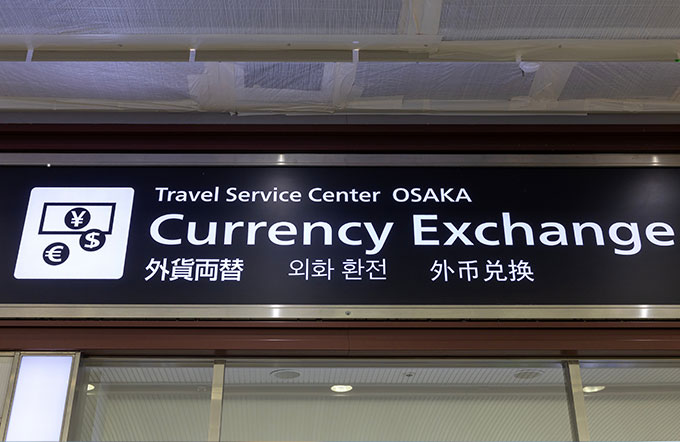 Travel Service Center OSAKA
Currency Exchange
外貨両替 외화 환전 外币兑换
¥
$
€